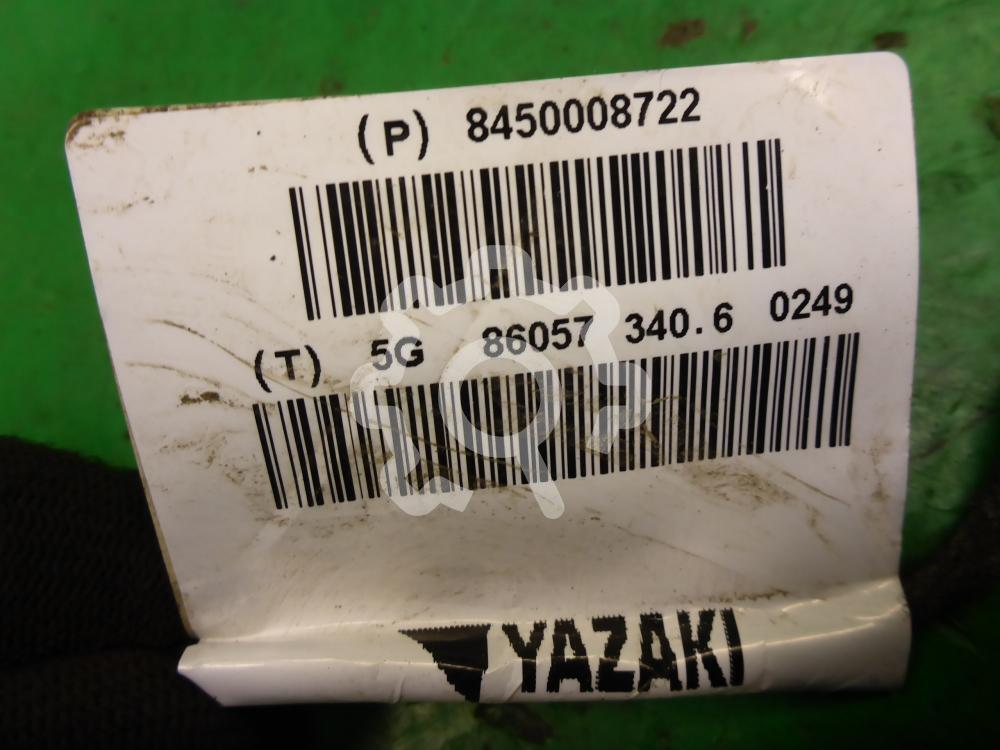 (P) 8450008722
(T) 5G 86057 340.6 0249
YAZAKI